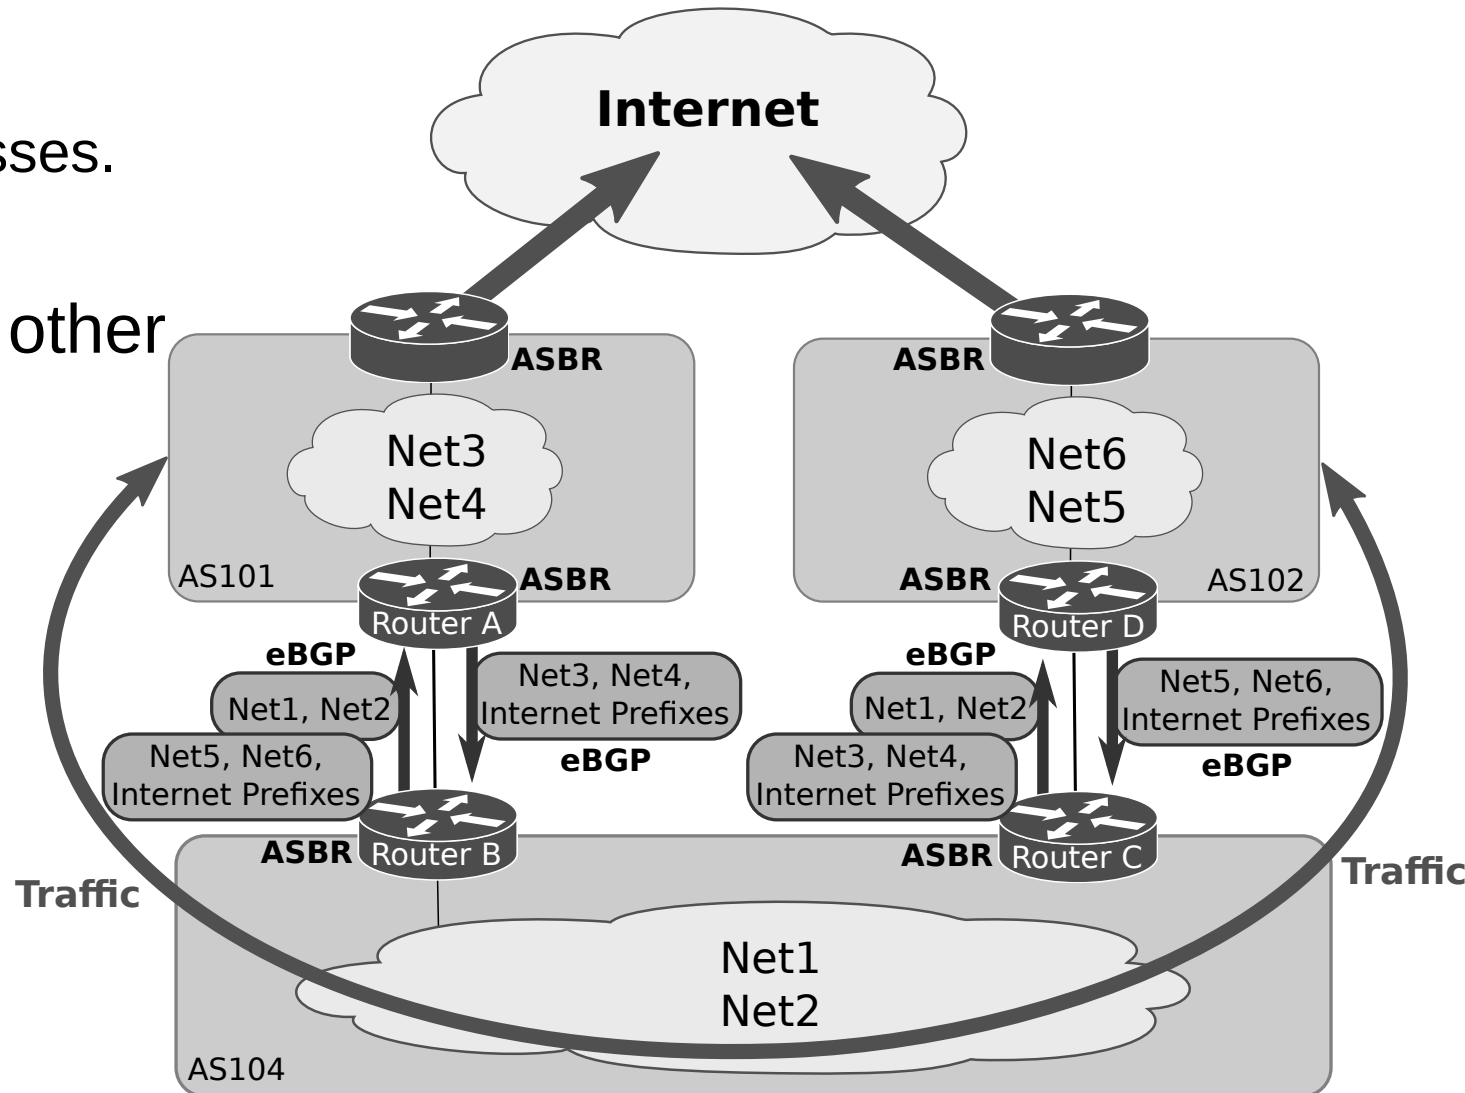 Internet
sses.
other
ASBR
ASBR
Net3
Net4
Net6
Net5
AS101
ASBR
ASBR
AS102
Router A
Router D
eBGP
Net3, Net4,
Internet Prefixes
eBGP
Net1, Net2
eBGP
Net5, Net6,
Internet Prefixes
eBGP
Net1, Net2
Net5, Net6,
Internet Prefixes
Net3, Net4,
Internet Prefixes
ASBR
Router B
ASBR
Router C
Traffic
Traffic
Net1
Net2
AS104